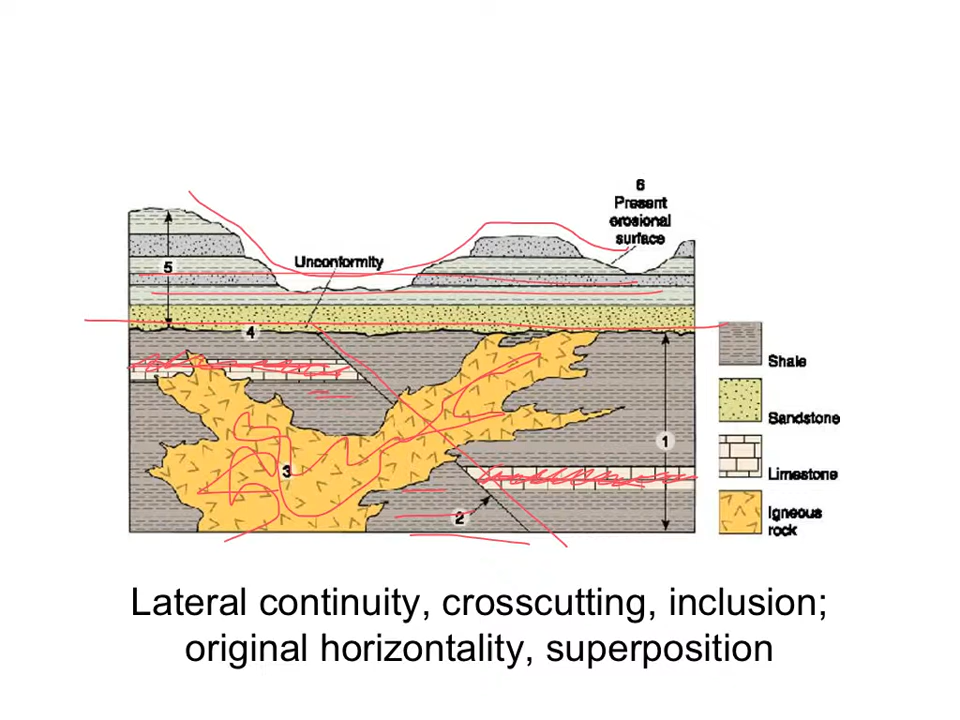 6
Present
erosional
surface
Unconformity
5
4
3
1
2
Shale
Sandstone
Limestone
Igneous
rock
Lateral continuity, crosscutting, inclusion;
original horizontality, superposition